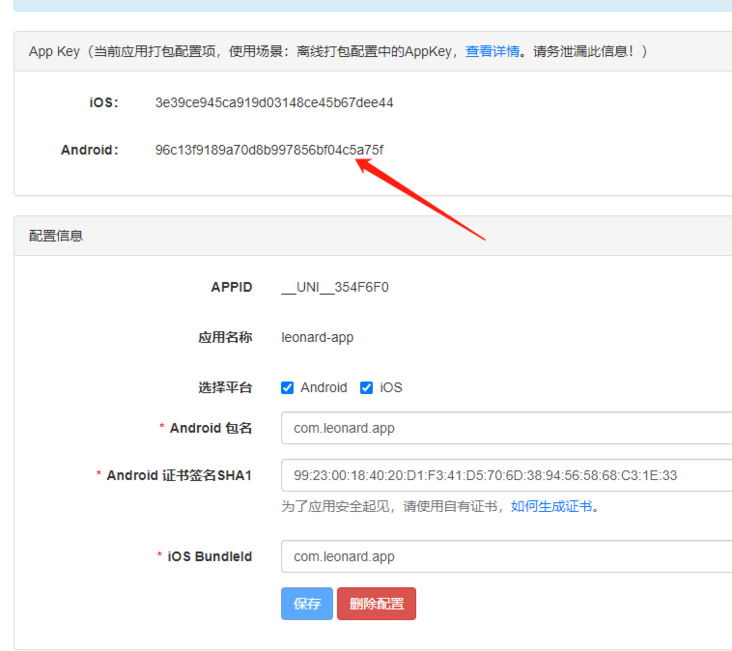 App Key（当前应用打包配置项，使用场景：离线打包配置中的AppKey，查看详情。请务泄漏此信息！）
iOS： 3e39ce945ca919d03148ce45b67dee44
Android： 96c13f9189a70d8b997856bf04c5a75f
配置信息
APPID __UNI__354F6F0
应用名称 leonard-app
选择平台 Android iOS
* Android 包名 com.leonard.app
* Android 证书签名SHA1 99:23:00:18:40:20:D1:F3:41:D5:70:6D:38:94:56:58:68:C3:1E:33
为了应用安全起见，请使用自有证书，如何生成证书。
* iOS BundleId com.leonard.app
保存 删除配置